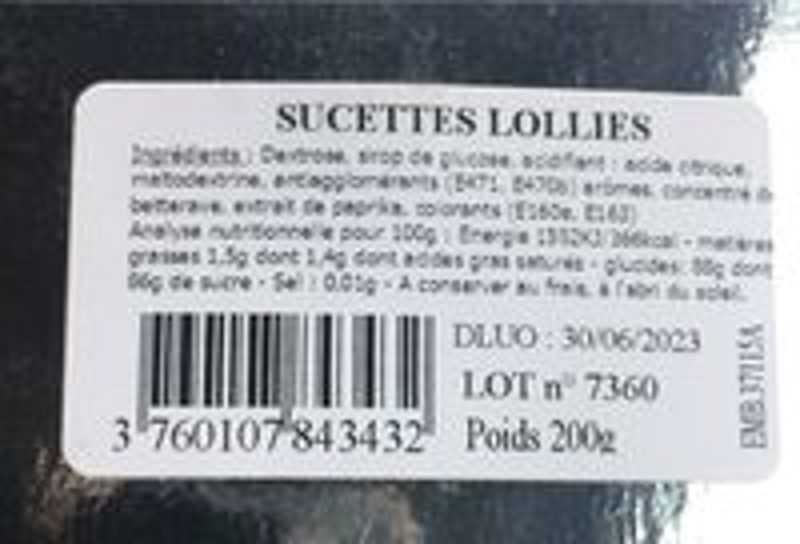 SUCETTES LOLLIES
Ingrédients : Dextrose, sirop de glucose, acidifiant : acide citrique,
maltodextrine, antiagglomérants (E471, E470b) arômes, concentré de
betterave, extrait de paprika, colorants (E160e, E162)
Analyse nutritionnelle pour 100g : Energie 1552KJ/366kcal - matières
grasses 1,5g dont 1,4g dont acides gras saturés - glucides: 88g dont
86g de sucre - Sel : 0,01g - A conserver au frais, à l'abri du soleil.
DLUO : 30/06/2023
LOT n° 7360
Poids 200g
3 760107 843432
EMB 37115A